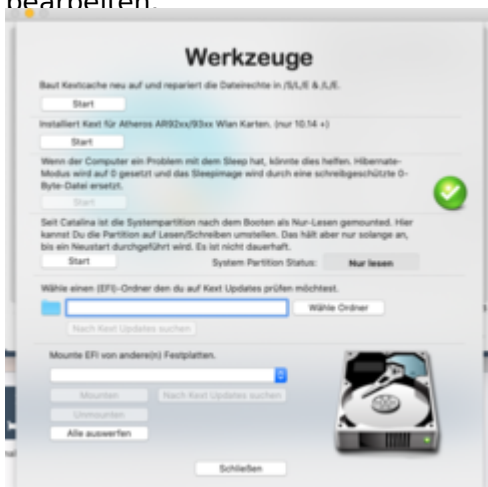 bearbeiten.
Werkzeuge
Baut Kextcache neu auf und repariert die Dateirechte in /S/L/E & /L/E.
Start
Installiert Kext für Atheros AR92xx/93xx Wlan Karten. (nur 10.14 +)
Start
Wenn der Computer ein Problem mit dem Sleep hat, könnte dies helfen. Hibernate-
Modus wird auf 0 gesetzt und das Sleepimage wird durch eine schreibgeschützte 0-
Byte-Datei ersetzt.
Start
Seit Catalina ist die Systempartition nach dem Booten als Nur-Lesen gemounted. Hier
kannst Du die Partition auf Lesen/Schreiben umstellen. Das hält aber nur solange an,
bis ein Neustart durchgeführt wird. Es ist nicht dauerhaft.
Start System Partition Status: Nur lesen
Wähle einen (EFI)-Ordner den du auf Kext Updates prüfen möchtest.
Wähle Ordner
Nach Kext Updates suchen
Mounte EFI von andere(n) Festplatten.
Mounten Nach Kext Updates suchen
Unmounten
Alle auswerfen
Schließen